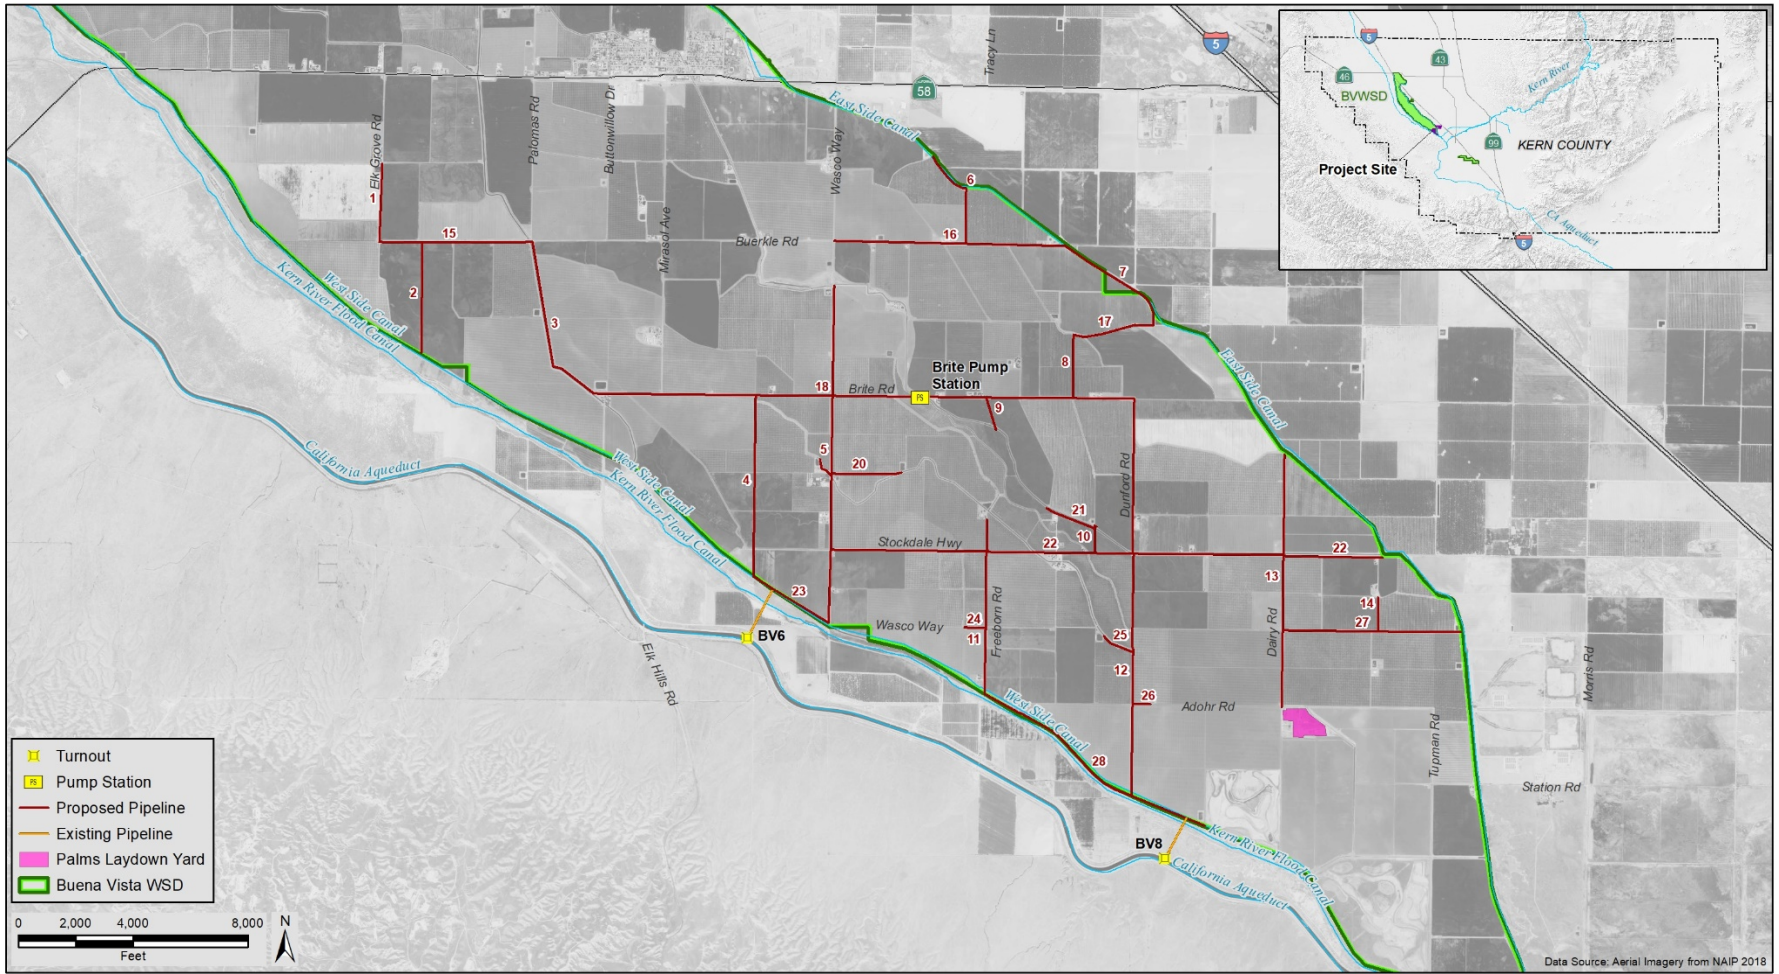 Elk Grove Rd
Palomas Rd
Buttonwillow Dr
Mirasol Ave
Wasco Way
Tracy Ln
58
5
East Side Canal
Buerkle Rd
1
15
2
3
6
16
7
17
8
West Side Canal
Kern River Flood Canal
Brite Pump
Station
PS
18
Brite Rd
9
East Side Canal
California Aqueduct
West Side Canal
Kern River Flood Canal
4
5
20
21
10
Dunford Rd
Stockdale Hwy
22
22
13
14
27
23
Wasco Way
24
11
Freeborn Rd
25
12
26
Dairy Rd
Adohr Rd
BV6
Elk Hills Rd
West Side Canal
28
Tupman Rd
Morris Rd
Station Rd
BV8
Kern River Flood Canal
California Aqueduct
5
46
43
BVWSD
Kern River
99
KERN COUNTY
Project Site
CA Aqueduct
5
Turnout
PS
Pump Station
Proposed Pipeline
Existing Pipeline
Palms Laydown Yard
Buena Vista WSD
0 2,000 4,000 8,000
Feet
N
Data Source: Aerial Imagery from NAIP 2018